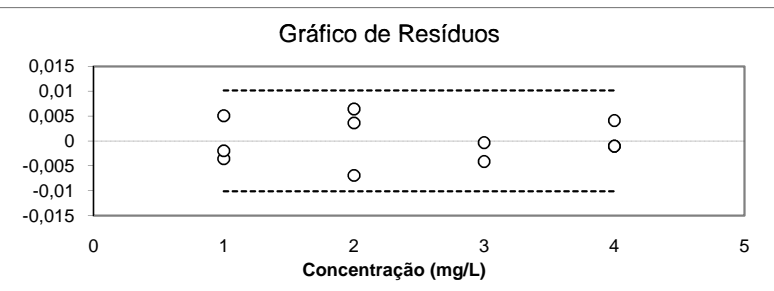 Gráfico de Resíduos
0,015
0,01
0,005
0
-0,005
-0,01
-0,015
0 1 2 3 4 5
Concentração (mg/L)